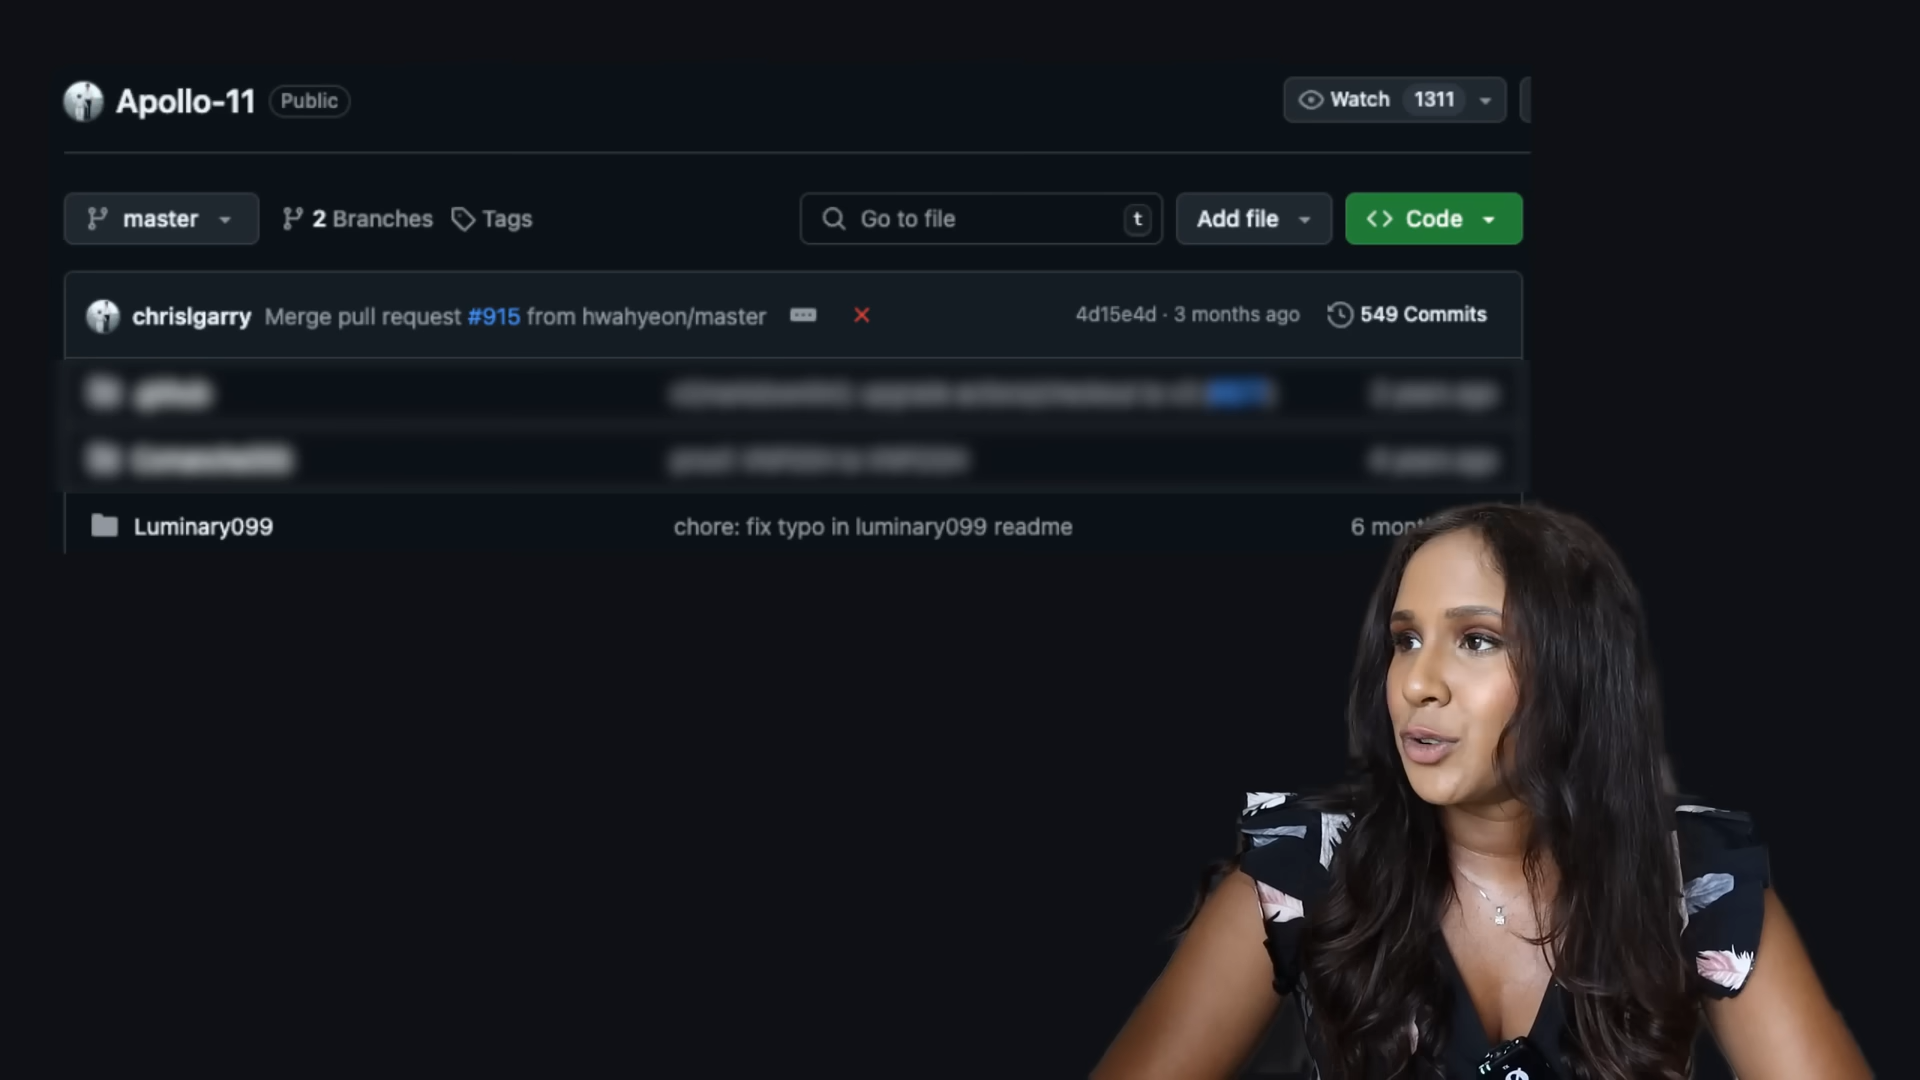 Apollo-11 Public Watch 1311
master 2 Branches Tags Go to file t Add file Code
chrislgarry Merge pull request #915 from hwahyeon/master 4d15e4d · 3 months ago 549 Commits
Luminary099 chore: fix typo in luminary099 readme 6